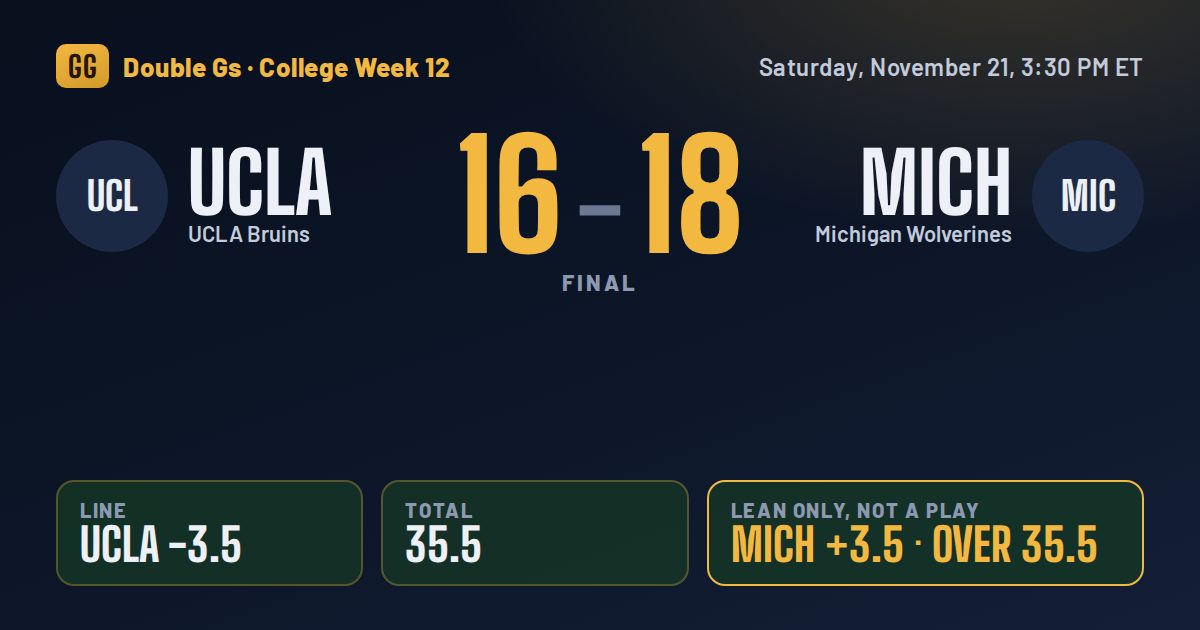 GG Double Gs · College Week 12
Saturday, November 21, 3:30 PM ET
UCL
UCLA
UCLA Bruins
16 – 18
FINAL
MICH
Michigan Wolverines
MIC
LINE
UCLA −3.5
TOTAL
35.5
LEAN ONLY, NOT A PLAY
MICH +3.5 · OVER 35.5